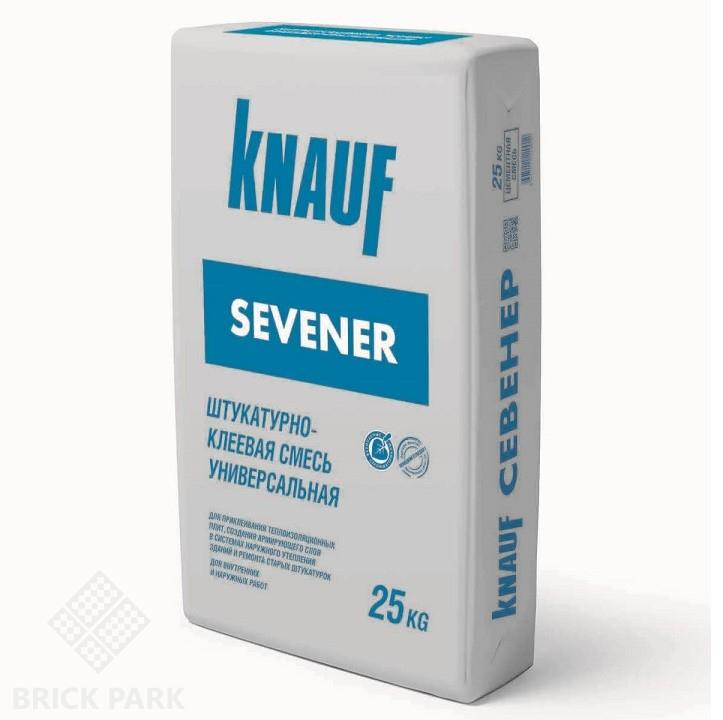 KNAUF
SEVENER
ШТУКАТУРНО-
КЛЕЕВАЯ СМЕСЬ
УНИВЕРСАЛЬНАЯ
ДЛЯ ПРИКЛЕИВАНИЯ ТЕПЛОИЗОЛЯЦИОННЫХ
ПЛИТ, СОЗДАНИЯ АРМИРУЮЩЕГО СЛОЯ
В СИСТЕМАХ НАРУЖНОГО УТЕПЛЕНИЯ
ЗДАНИЙ И РЕМОНТА СТАРЫХ ШТУКАТУРОК
ДЛЯ ВНУТРЕННИХ
И НАРУЖНЫХ РАБОТ
25 KG
25 KG
ЦЕМЕНТНАЯ
СМЕСЬ
KNAUF СЕВЕНЕР
BRICK PARK